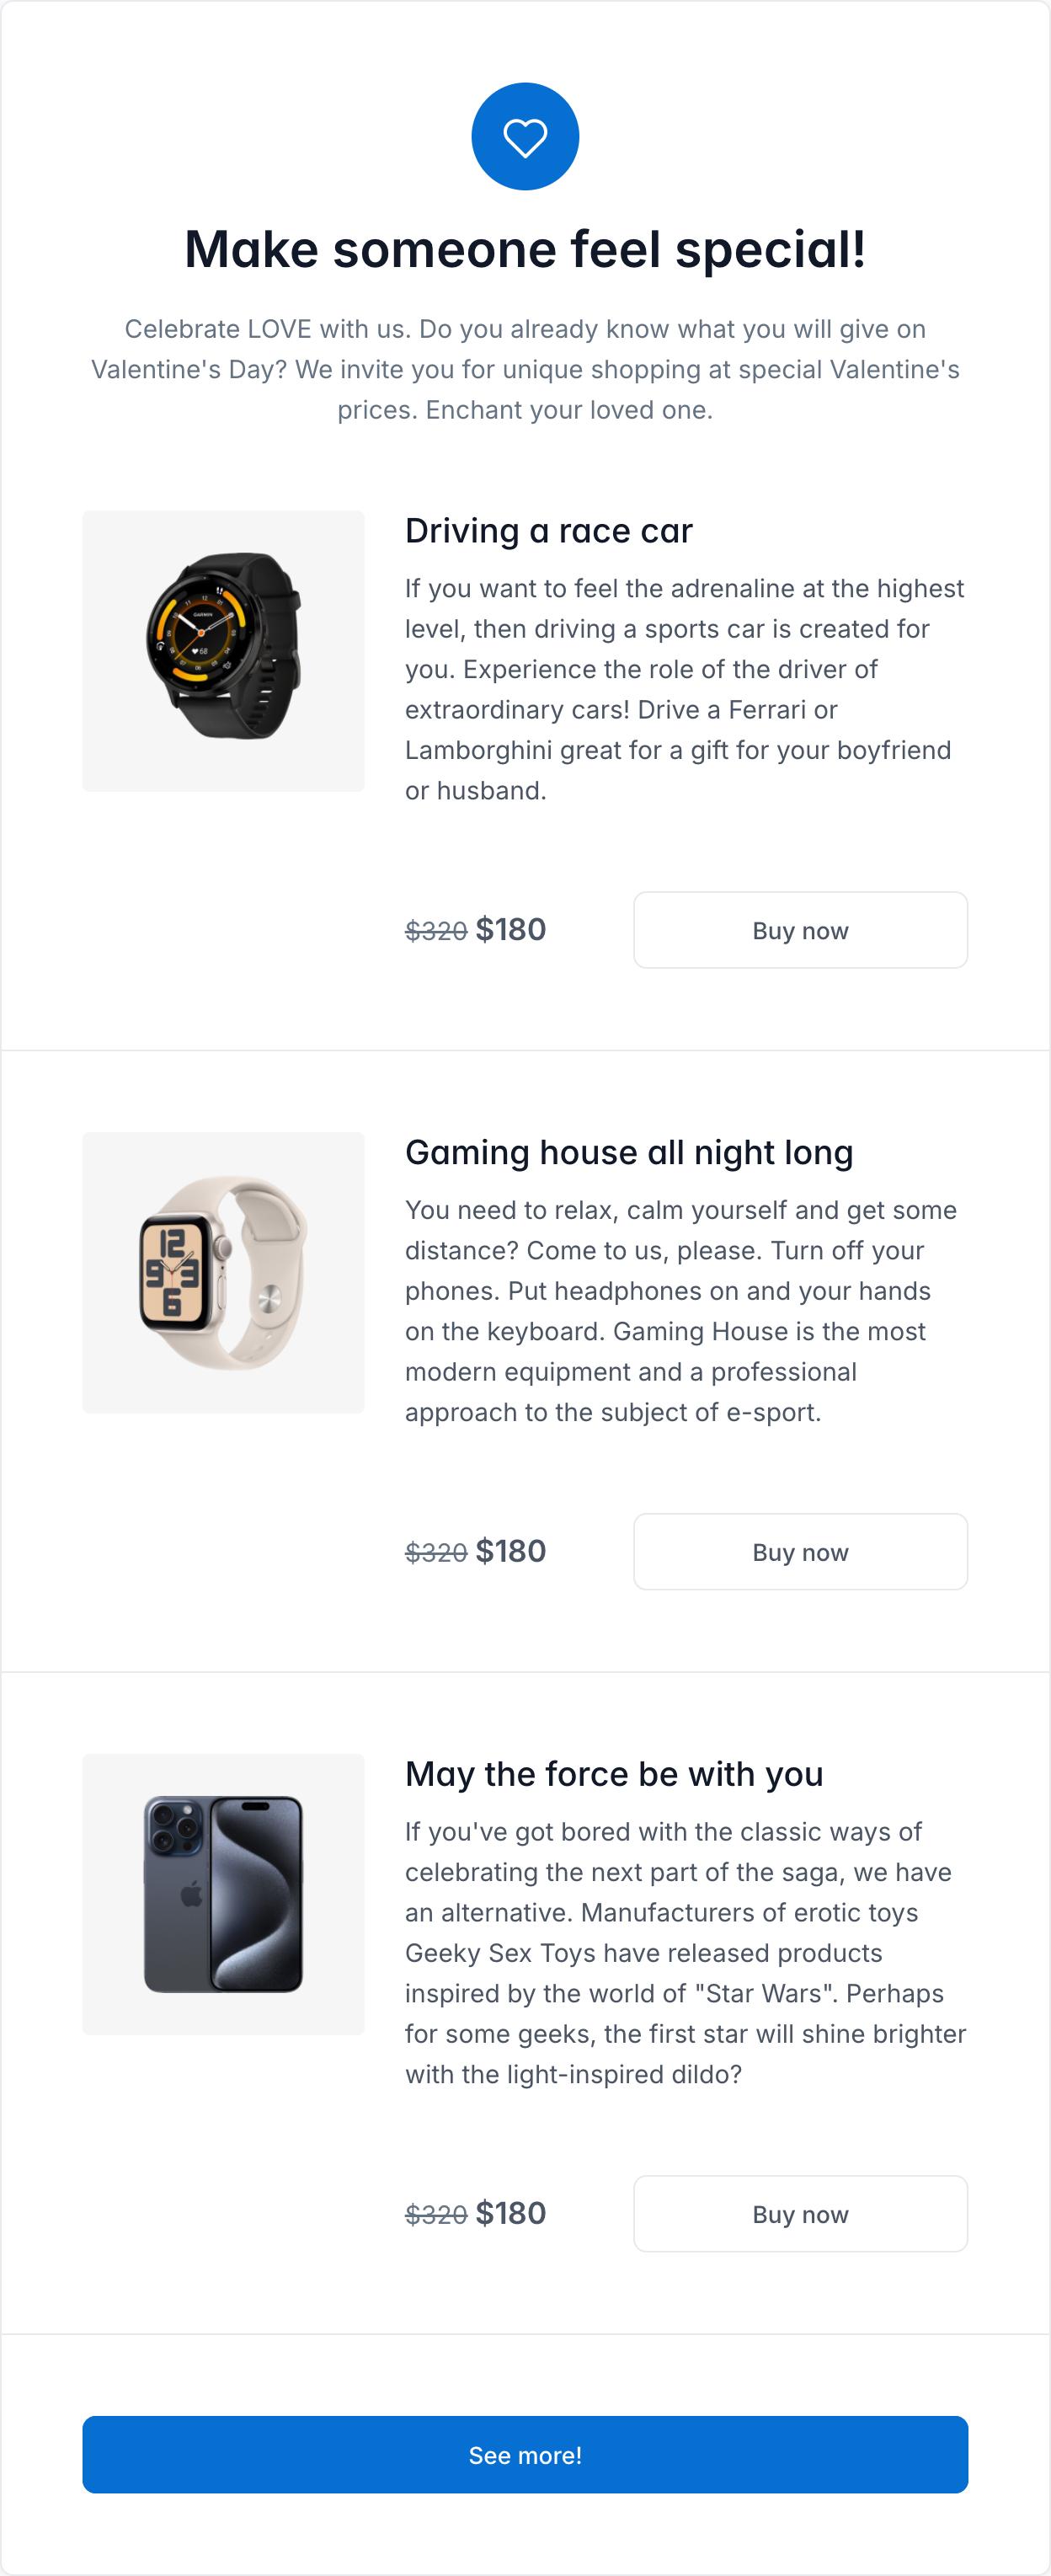 Make someone feel special!
Celebrate LOVE with us. Do you already know what you will give on
Valentine's Day? We invite you for unique shopping at special Valentine's
prices. Enchant your loved one.
Driving a race car
If you want to feel the adrenaline at the highest
level, then driving a sports car is created for
you. Experience the role of the driver of
extraordinary cars! Drive a Ferrari or
Lamborghini great for a gift for your boyfriend
or husband.
$320 $180
Buy now
Gaming house all night long
You need to relax, calm yourself and get some
distance? Come to us, please. Turn off your
phones. Put headphones on and your hands
on the keyboard. Gaming House is the most
modern equipment and a professional
approach to the subject of e-sport.
12
9 3
6
$320 $180
Buy now
May the force be with you
If you've got bored with the classic ways of
celebrating the next part of the saga, we have
an alternative. Manufacturers of erotic toys
Geeky Sex Toys have released products
inspired by the world of "Star Wars". Perhaps
for some geeks, the first star will shine brighter
with the light-inspired dildo?
$320 $180
Buy now
See more!